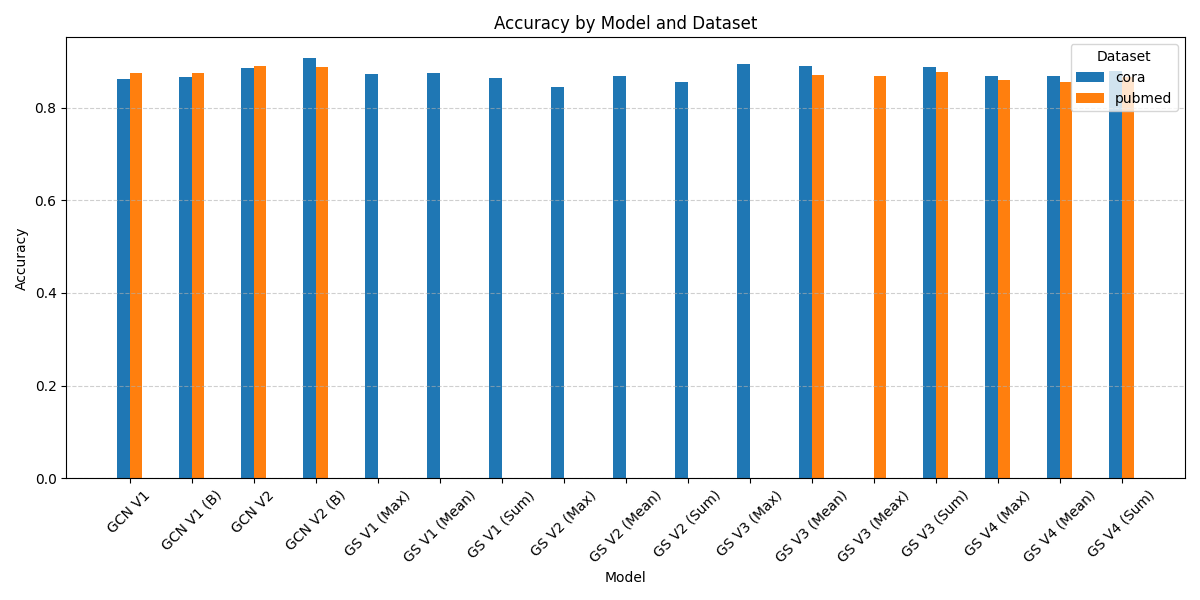 Accuracy by Model and Dataset
Dataset
cora
pubmed
Accuracy
0.8
0.6
0.4
0.2
0.0
GCN V1
GCN V1 (B)
GCN V2
GCN V2 (B)
GS V1 (Max)
GS V1 (Mean)
GS V1 (Sum)
GS V2 (Max)
GS V2 (Mean)
GS V2 (Sum)
GS V3 (Max)
GS V3 (Mean)
GS V3 (Meax)
GS V3 (Sum)
GS V4 (Max)
GS V4 (Mean)
GS V4 (Sum)
Model